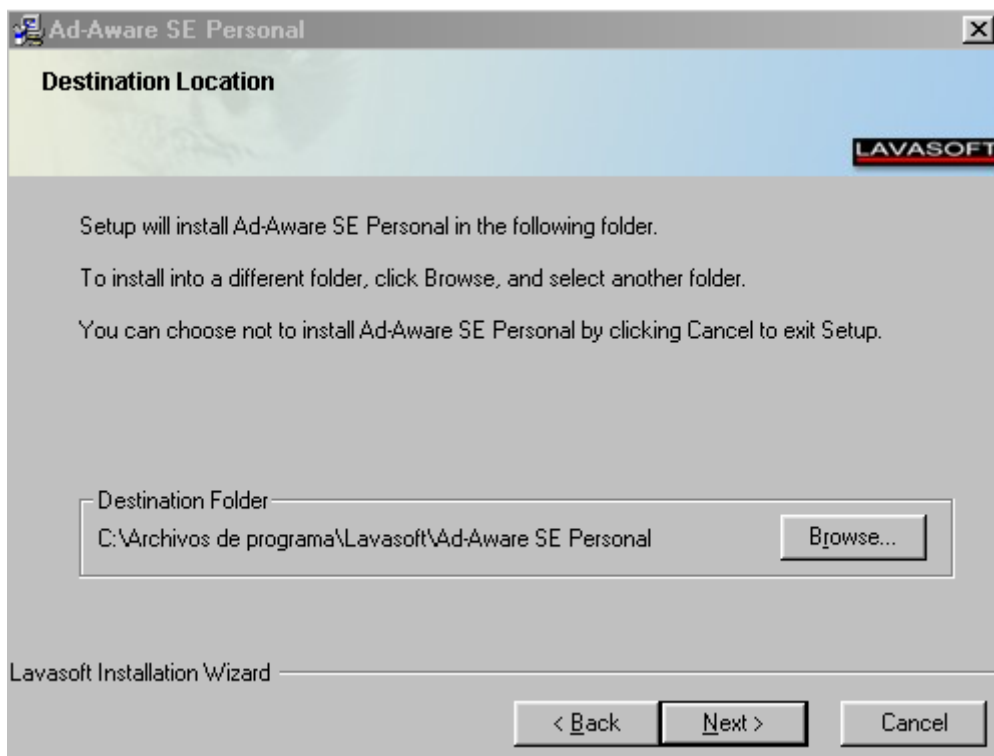 Ad-Aware SE Personal
Destination Location
LAVASOFT
Setup will install Ad-Aware SE Personal in the following folder.
To install into a different folder, click Browse, and select another folder.
You can choose not to install Ad-Aware SE Personal by clicking Cancel to exit Setup.
Destination Folder
C:\Archivos de programa\Lavasoft\Ad-Aware SE Personal
Browse...
Lavasoft Installation Wizard
< Back
Next >
Cancel